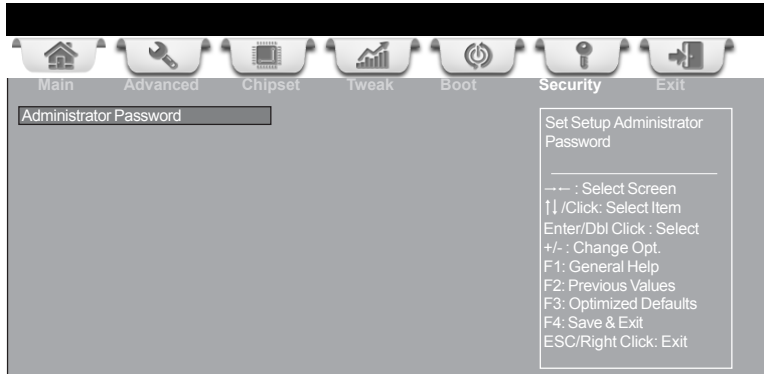 Main Advanced Chipset Tweak Boot Security Exit
Administrator Password
Set Setup Administrator
Password
→← : Select Screen
↑↓ /Click: Select Item
Enter/Dbl Click : Select
+/- : Change Opt.
F1: General Help
F2: Previous Values
F3: Optimized Defaults
F4: Save & Exit
ESC/Right Click: Exit